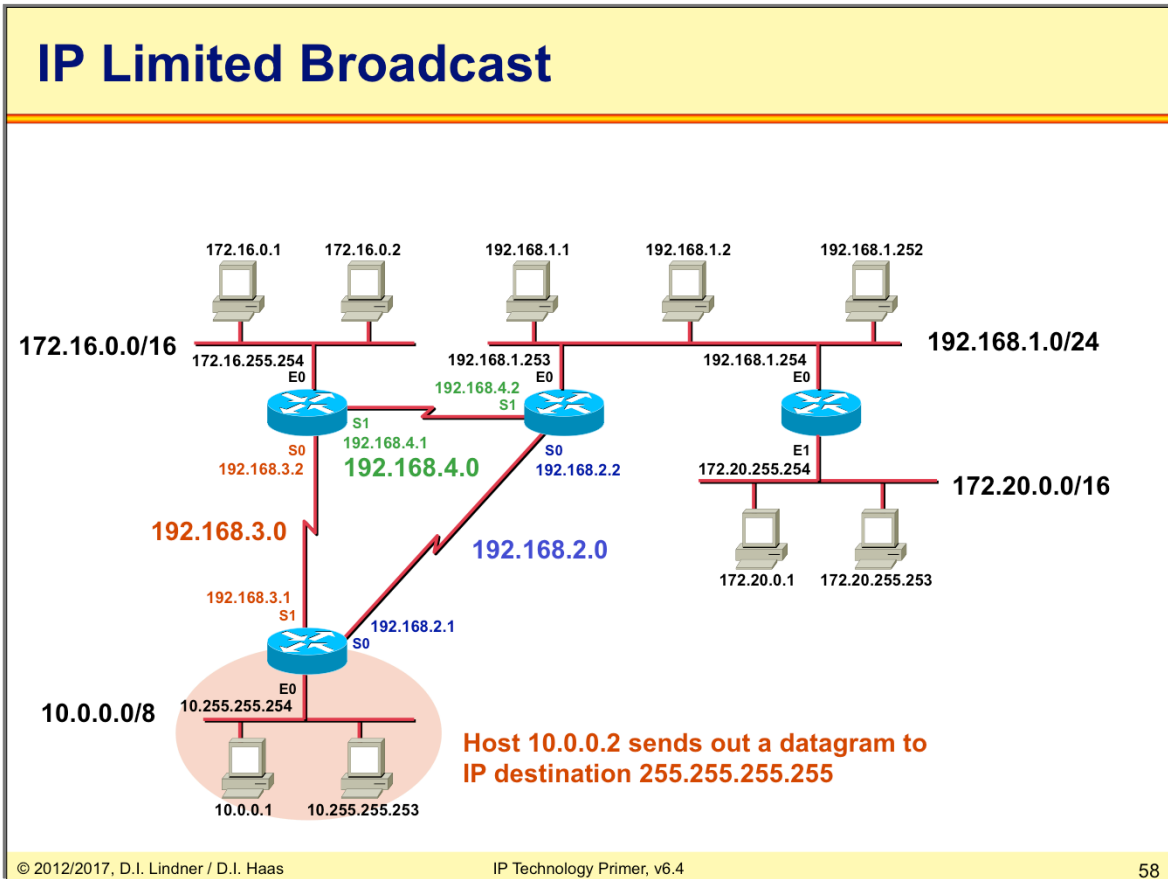 IP Limited Broadcast
172.16.0.1
172.16.0.2
192.168.1.1
192.168.1.2
192.168.1.252
172.16.0.0/16
192.168.1.0/24
172.16.255.254
E0
192.168.1.253
E0
192.168.1.254
E0
192.168.4.2
S1
S1
192.168.4.1
192.168.4.0
S0
192.168.3.2
S0
192.168.2.2
E1
172.20.255.254
172.20.0.0/16
192.168.3.0
192.168.2.0
172.20.0.1
172.20.255.253
192.168.3.1
S1
192.168.2.1
S0
E0
10.255.255.254
10.0.0.0/8
Host 10.0.0.2 sends out a datagram to
IP destination 255.255.255.255
10.0.0.1
10.255.255.253
© 2012/2017, D.I. Lindner / D.I. Haas
IP Technology Primer, v6.4
58